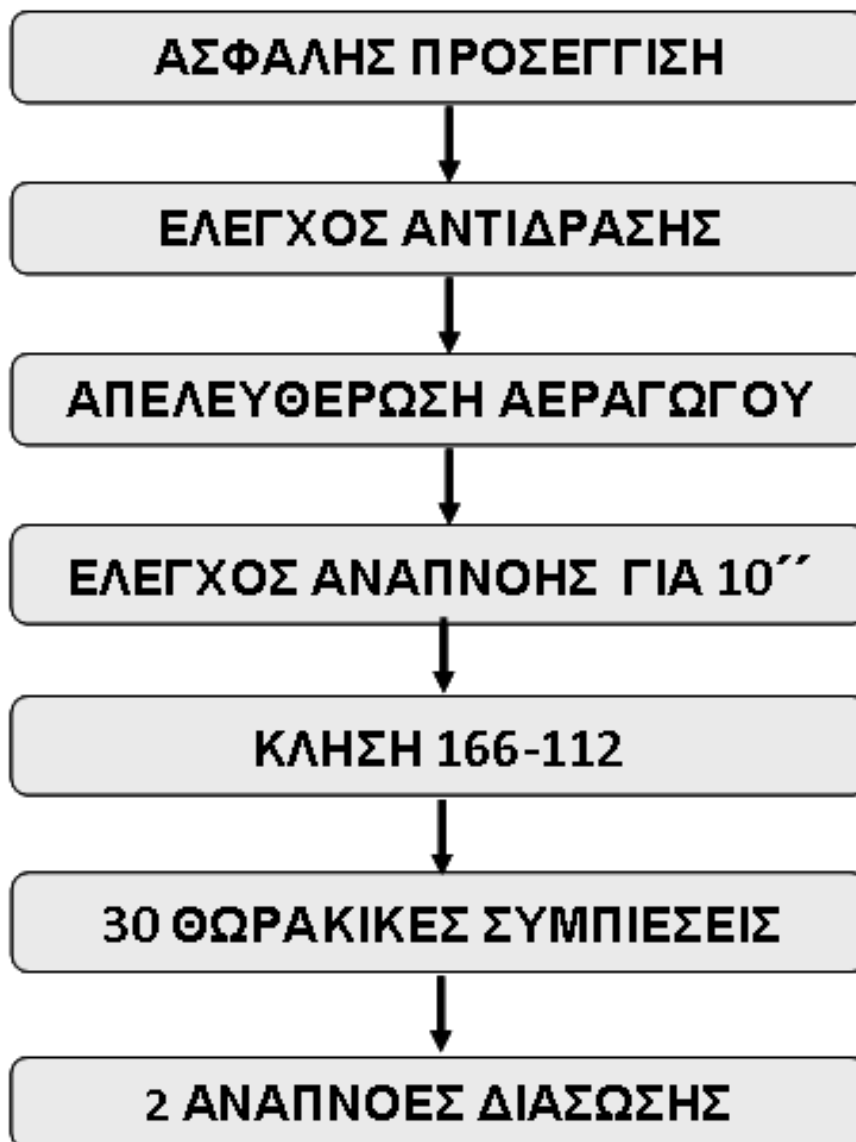 ΑΣΦΑΛΗΣ ΠΡΟΣΕΓΓΙΣΗ
ΕΛΕΓΧΟΣ ΑΝΤΙΔΡΑΣΗΣ
ΑΠΕΛΕΥΘΕΡΩΣΗ ΑΕΡΑΓΩΓΟΥ
ΕΛΕΓΧΟΣ ΑΝΑΠΝΟΗΣ ΓΙΑ 10΄΄
ΚΛΗΣΗ 166-112
30 ΘΩΡΑΚΙΚΕΣ ΣΥΜΠΙΕΣΕΙΣ
2 ΑΝΑΠΝΟΕΣ ΔΙΑΣΩΣΗΣ